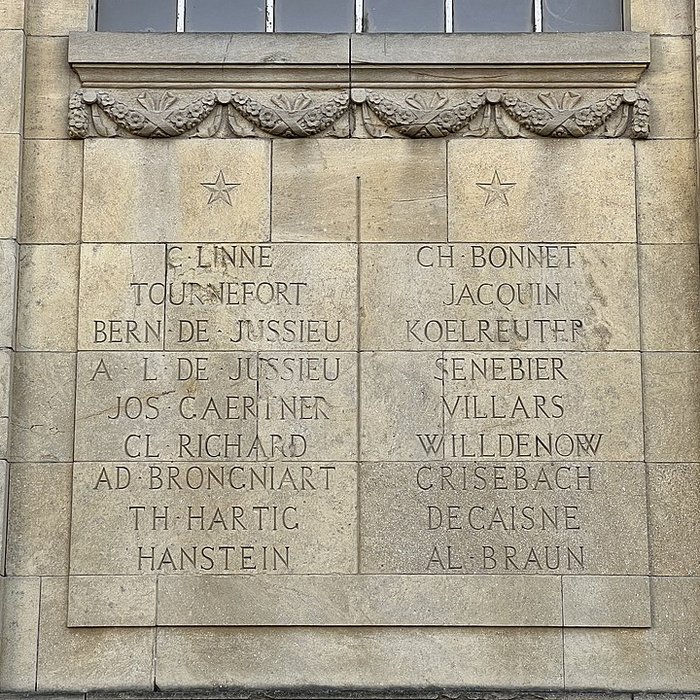 C·LINNE
TOURNEFORT
BERN·DE·JUSSIEU
A·L·DE·JUSSIEU
JOS·GAERTNER
CL·RICHARD
AD·BRONGNIART
TH·HARTIG
HANSTEIN
CH·BONNET
JACQUIN
KOELREUTER
SENEBIER
VILLARS
WILLDENOW
GRISEBACH
DECAISNE
AL·BRAUN